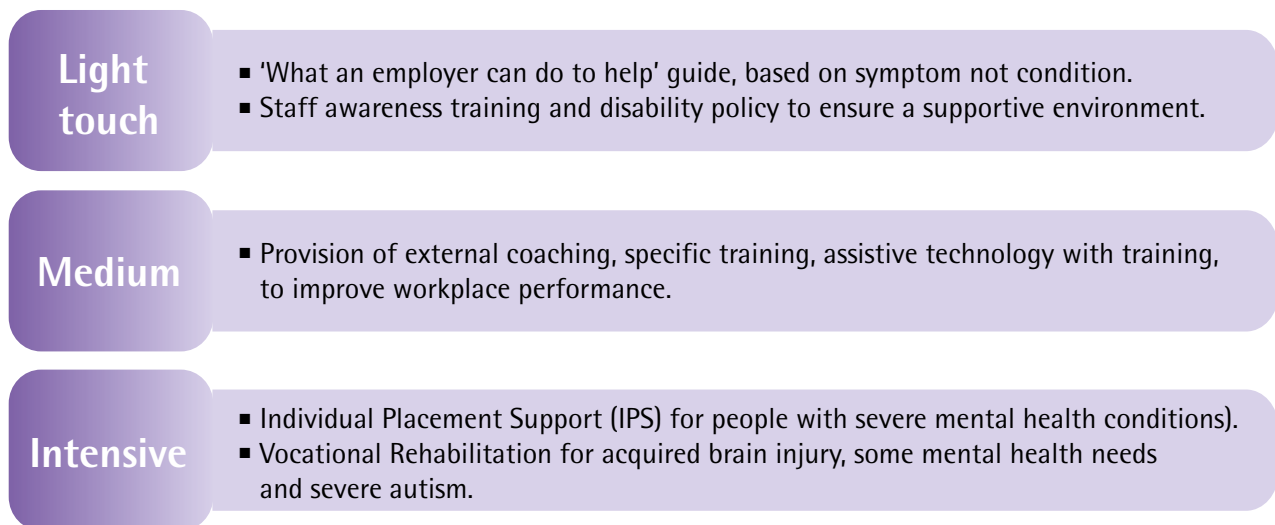 Light
touch
▪ ‘What an employer can do to help’ guide, based on symptom not condition.
▪ Staff awareness training and disability policy to ensure a supportive environment.
Medium
▪ Provision of external coaching, specific training, assistive technology with training,
to improve workplace performance.
Intensive
▪ Individual Placement Support (IPS) for people with severe mental health conditions).
▪ Vocational Rehabilitation for acquired brain injury, some mental health needs
and severe autism.